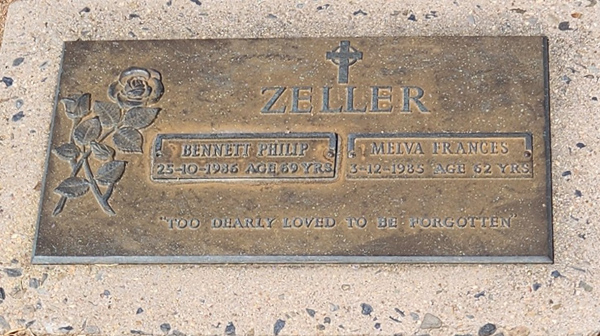 ZELLER
BENNETT PHILIP
25-10-1986 AGE 69 YRS
MELVA FRANCES
3-12-1985 AGE 62 YRS
"TOO DEARLY LOVED TO BE FORGOTTEN"